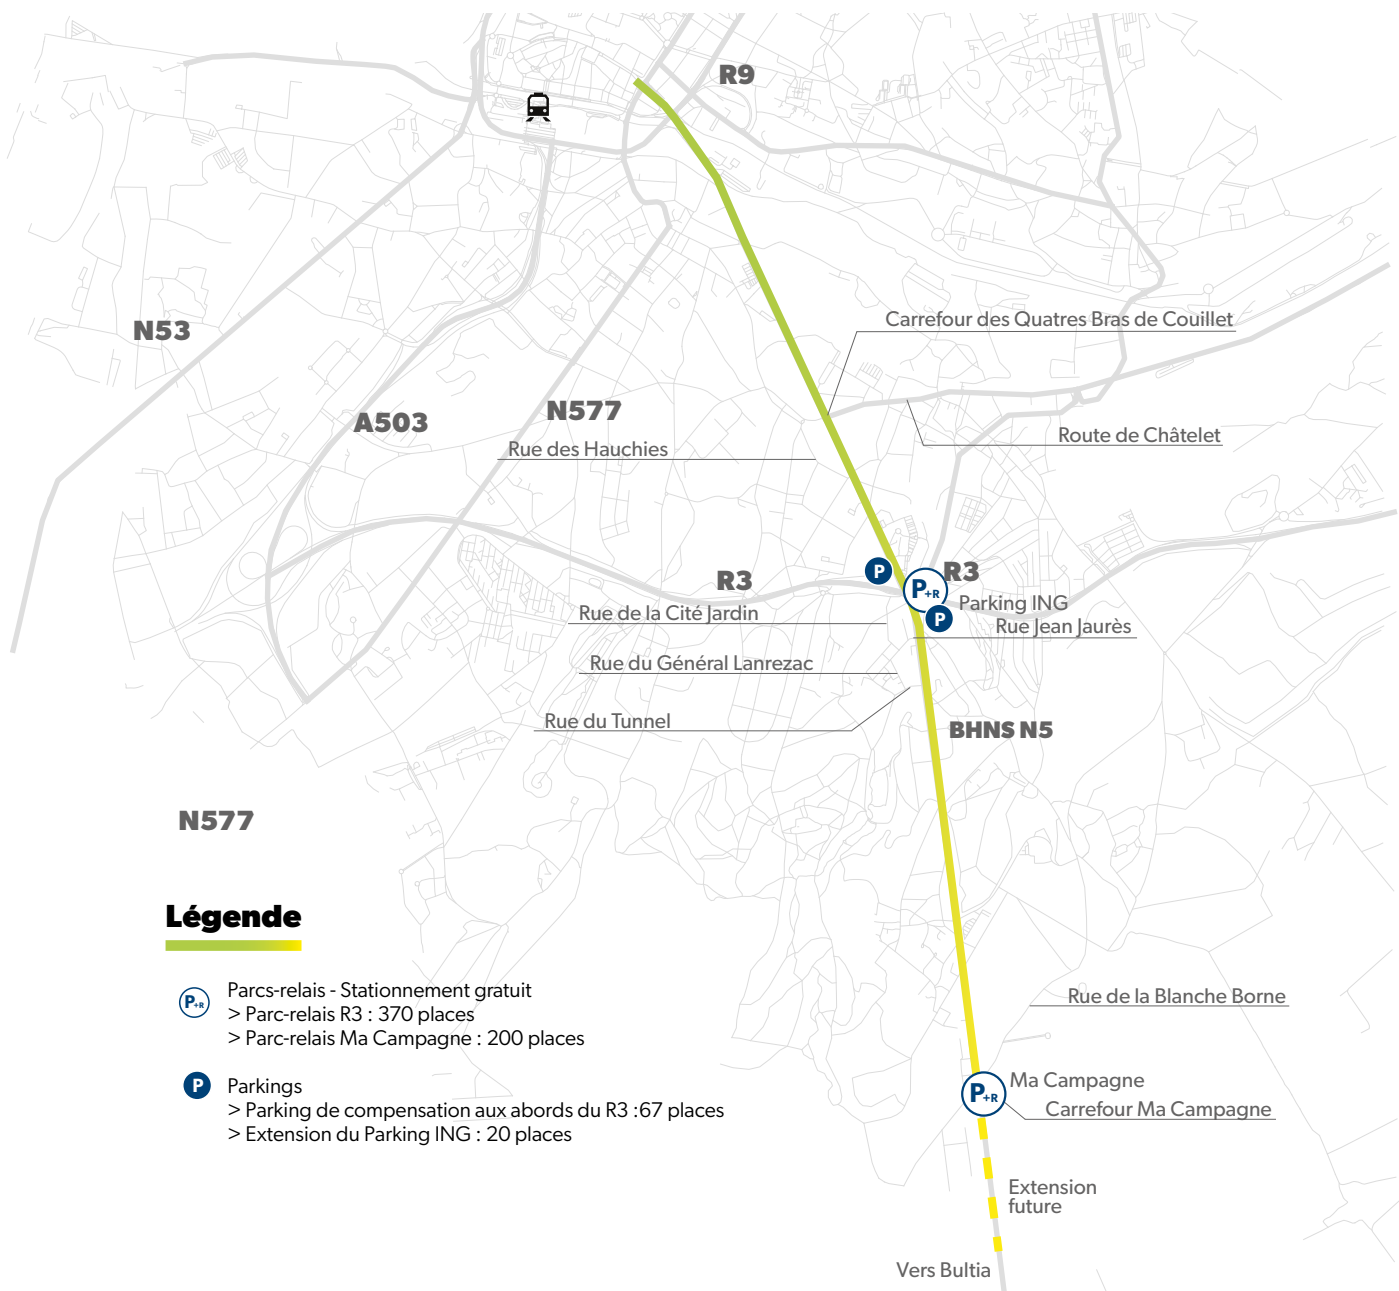 R9
N53
Carrefour des Quatres Bras de Couillet
A503
N577
Rue des Hauchies
Route de Châtelet
R3
P
P+R
R3
Parking ING
P
Rue de la Cité Jardin
Rue Jean Jaurès
Rue du Général Lanrezac
Rue du Tunnel
BHNS N5
N577
Légende
P+R
Parcs-relais - Stationnement gratuit
> Parc-relais R3 : 370 places
> Parc-relais Ma Campagne : 200 places
P
Parkings
> Parking de compensation aux abords du R3 :67 places
> Extension du Parking ING : 20 places
Rue de la Blanche Borne
P+R
Ma Campagne
Carrefour Ma Campagne
Extension
future
Vers Bultia